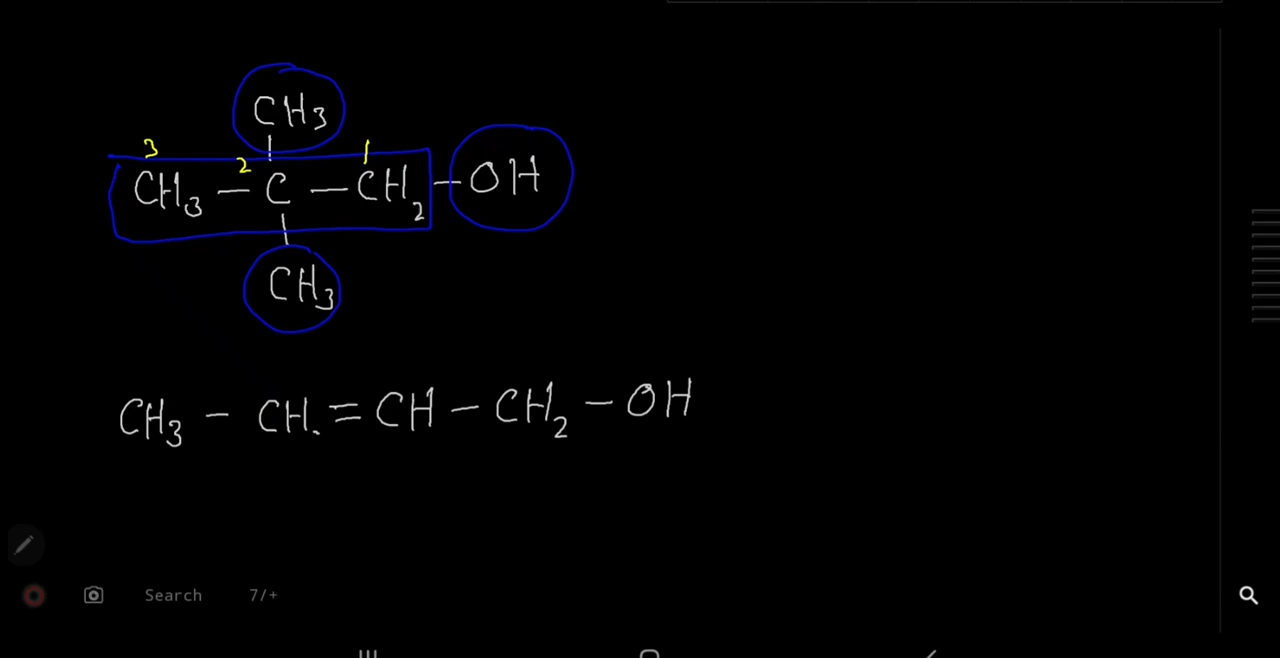 CH3
3 2 1
CH3 — C — CH2 — OH
CH3
CH3 - CH = CH - CH2 - OH
Search 7/+